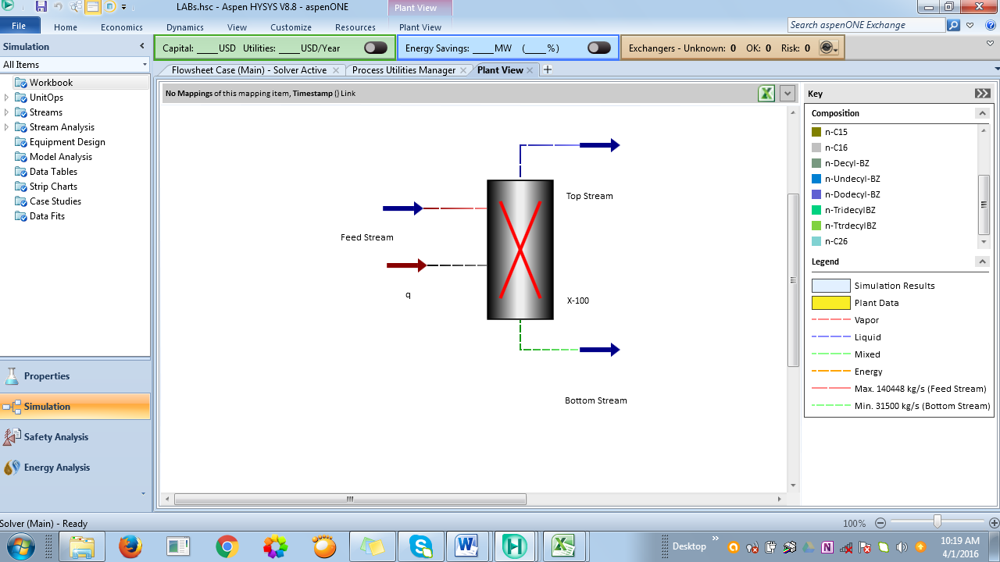 LABs.hsc - Aspen HYSYS V8.8 - aspenONE
Plant View
File
Home
Economics
Dynamics
View
Customize
Resources
Plant View
Search aspenONE Exchange
Simulation
All Items
Workbook
UnitOps
Streams
Stream Analysis
Equipment Design
Model Analysis
Data Tables
Strip Charts
Case Studies
Data Fits
Properties
Simulation
Safety Analysis
Energy Analysis
Capital: ____USD Utilities: ____USD/Year
Energy Savings: ____MW (____%)
Exchangers - Unknown: 0 OK: 0 Risk: 0
Flowsheet Case (Main) - Solver Active
Process Utilities Manager
Plant View
No Mappings of this mapping item, Timestamp () Link
Top Stream
Feed Stream
q
X-100
Bottom Stream
Key
Composition
n-C15
n-C16
n-Decyl-BZ
n-Undecyl-BZ
n-Dodecyl-BZ
n-TridecylBZ
n-TtrdecylBZ
n-C26
Legend
Simulation Results
Plant Data
Vapor
Liquid
Mixed
Energy
Max. 140448 kg/s (Feed Stream)
Min. 31500 kg/s (Bottom Stream)
Solver (Main) - Ready
100%
Desktop
10:19 AM
4/1/2016